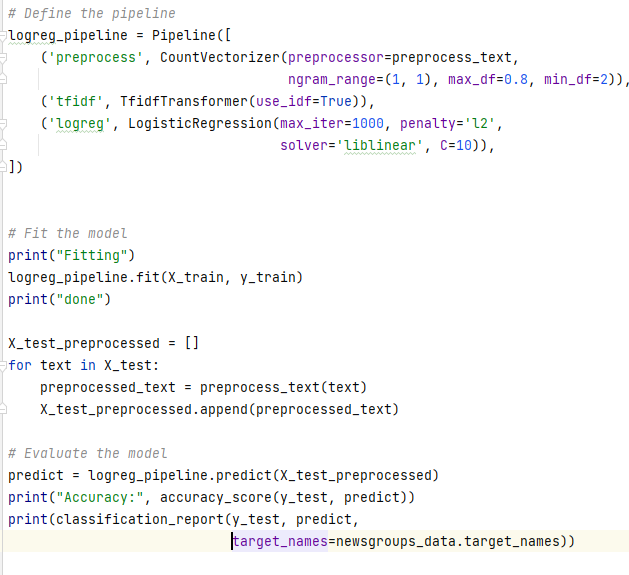 # Define the pipeline
logreg_pipeline = Pipeline([
    ('preprocess', CountVectorizer(preprocessor=preprocess_text,
                                   ngram_range=(1, 1), max_df=0.8, min_df=2)),
    ('tfidf', TfidfTransformer(use_idf=True)),
    ('logreg', LogisticRegression(max_iter=1000, penalty='l2',
                                  solver='liblinear', C=10)),
])
# Fit the model
print("Fitting")
logreg_pipeline.fit(X_train, y_train)
print("done")
X_test_preprocessed = []
for text in X_test:
    preprocessed_text = preprocess_text(text)
    X_test_preprocessed.append(preprocessed_text)
# Evaluate the model
predict = logreg_pipeline.predict(X_test_preprocessed)
print("Accuracy:", accuracy_score(y_test, predict))
print(classification_report(y_test, predict,
                            target_names=newsgroups_data.target_names))